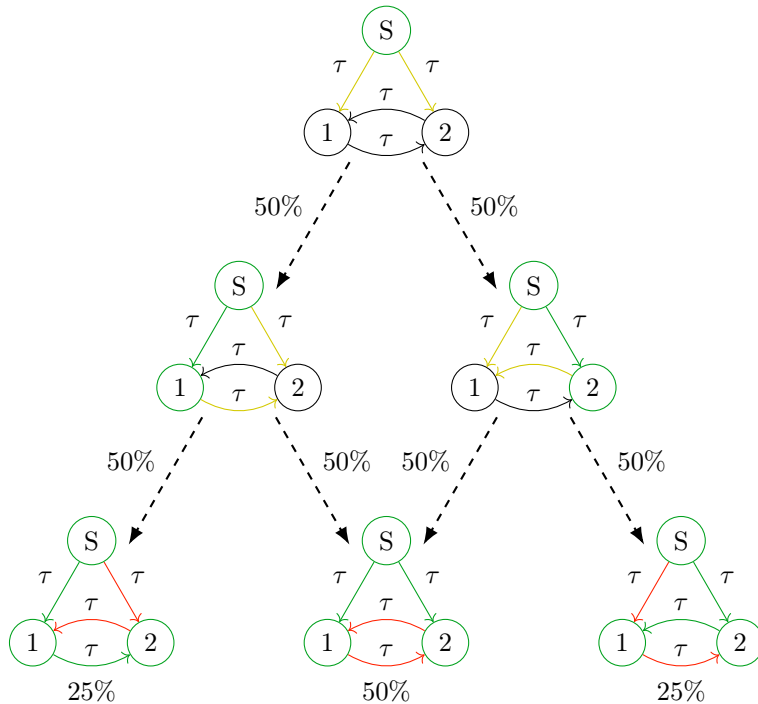 S
τ τ
τ
1 τ 2
50% 50%
S S
τ τ τ τ
τ τ
1 τ 2 1 τ 2
50% 50% 50% 50%
S S S
τ τ τ τ τ τ
τ τ τ
1 τ 2 1 τ 2 1 τ 2
25% 50% 25%